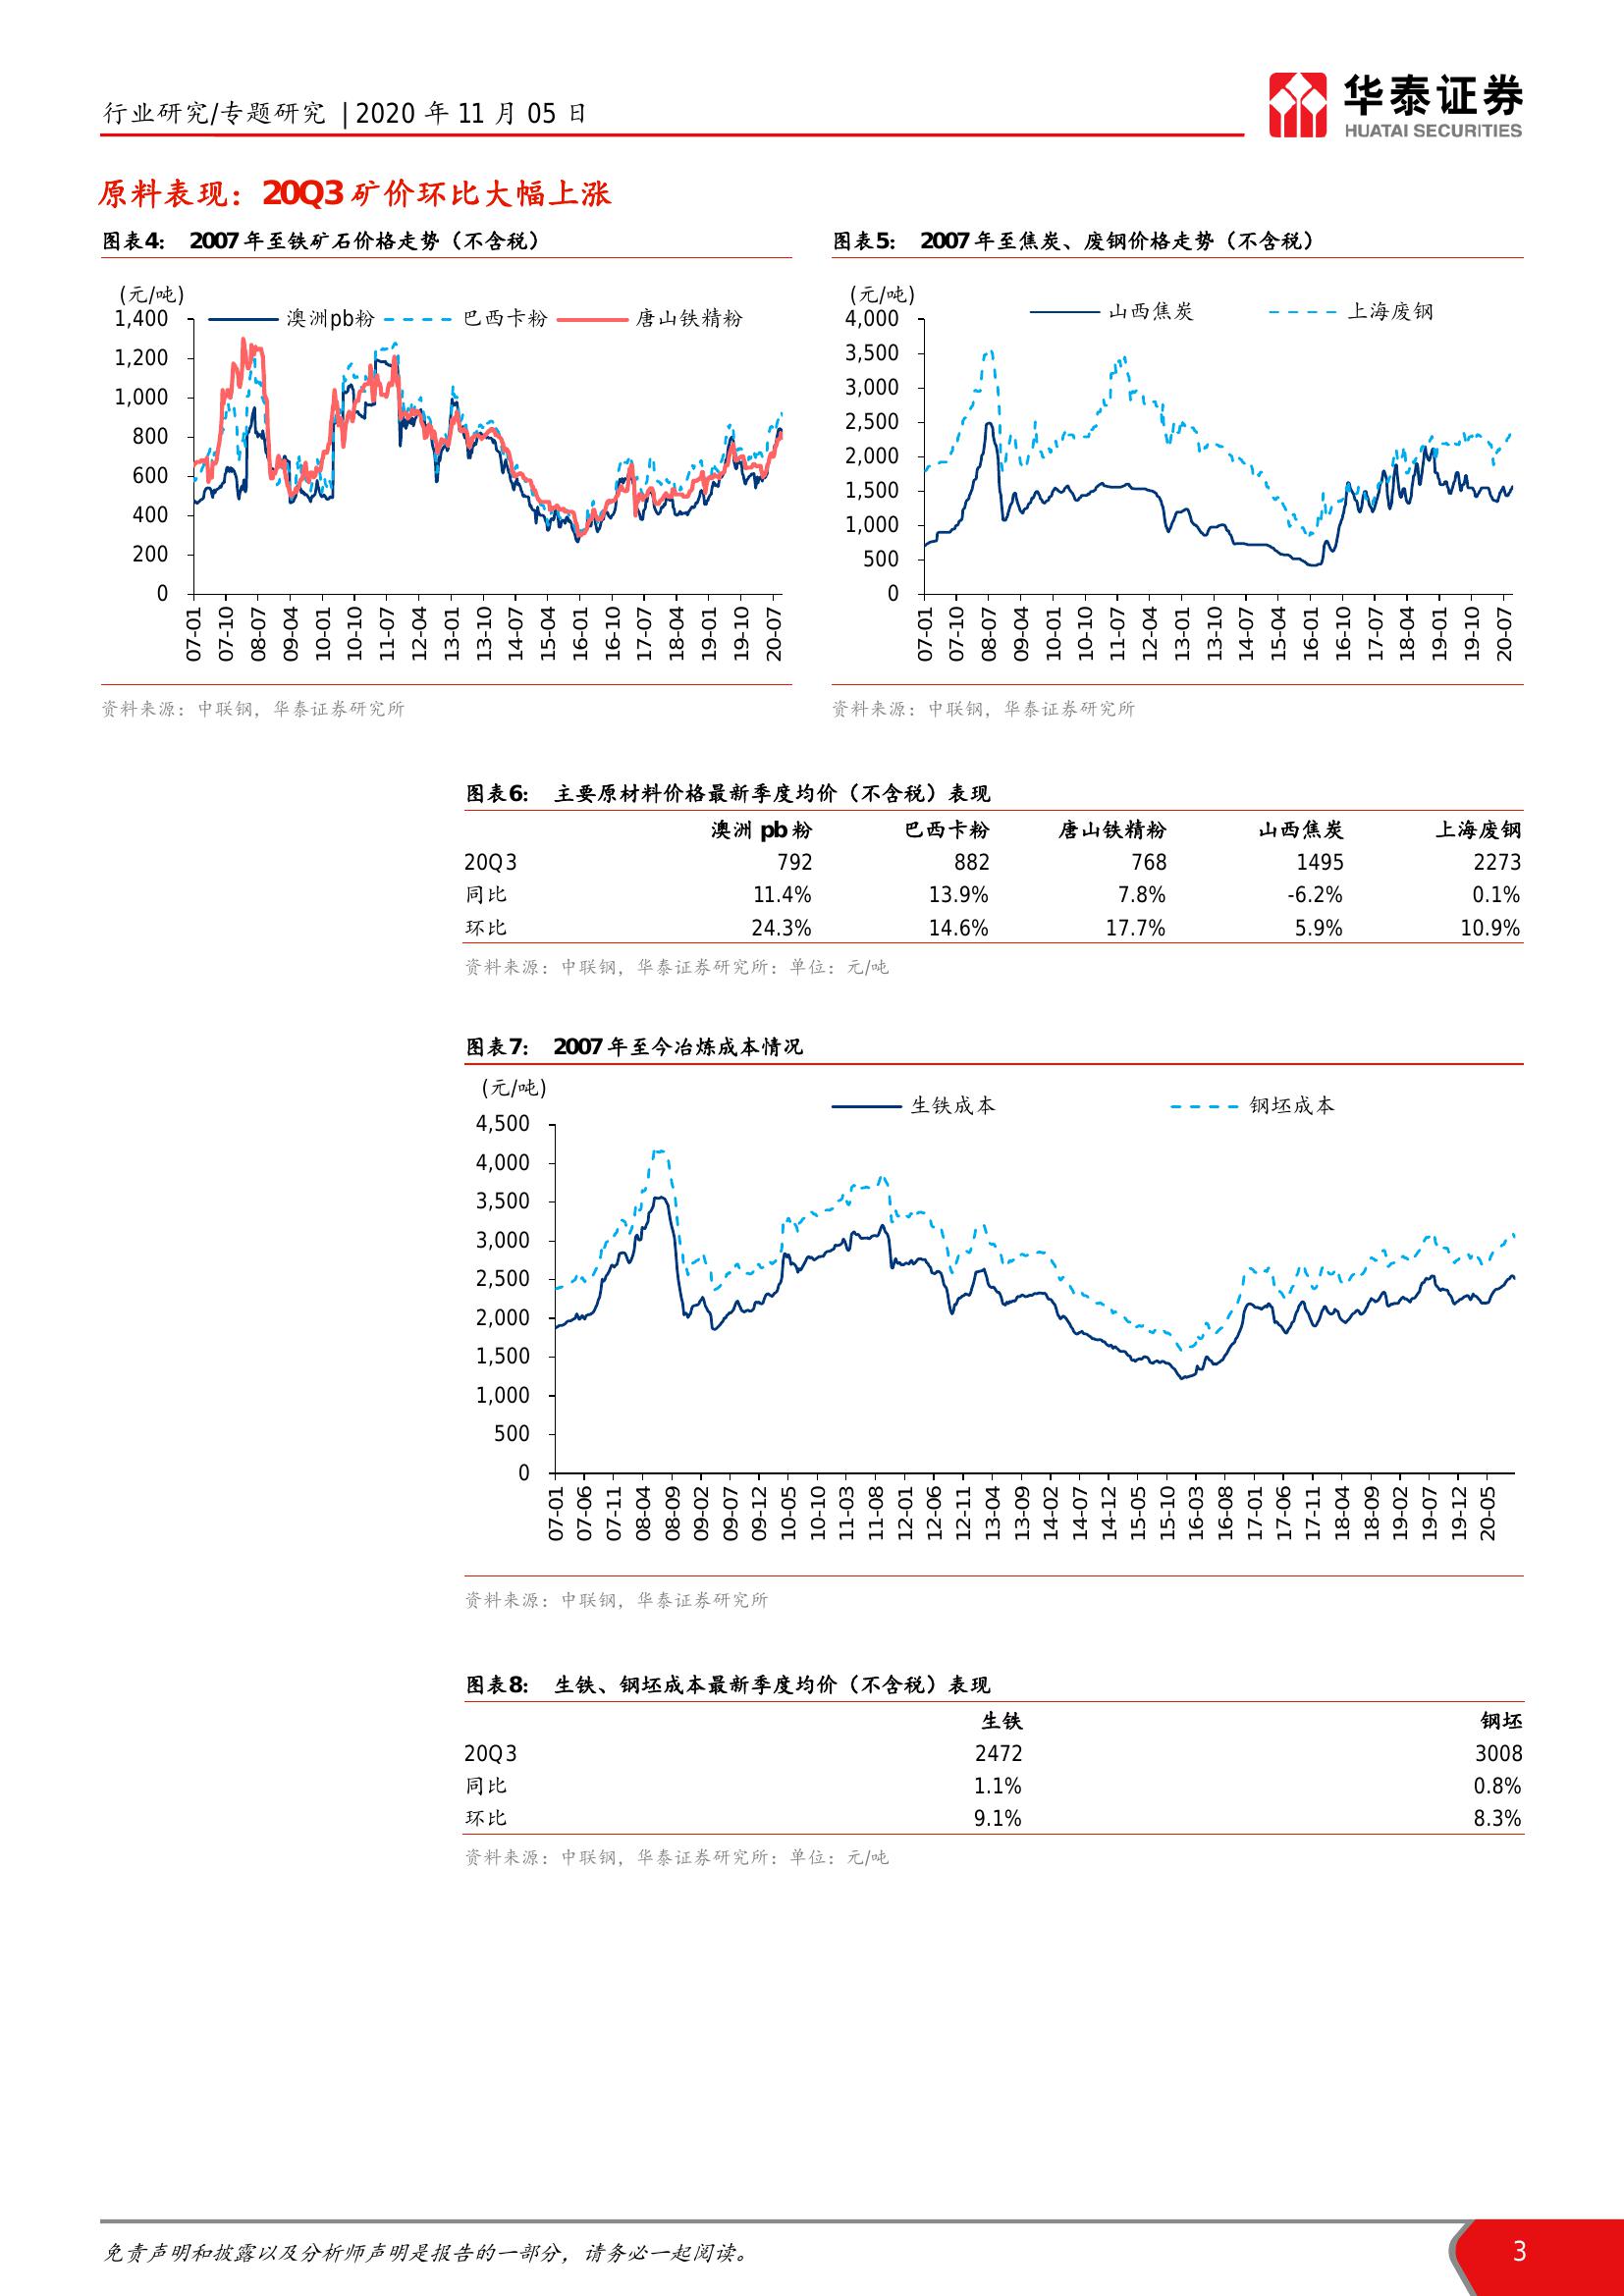 行业研究/专题研究 | 2020 年 11 月 05 日
华泰证券
HUATAI SECURITIES
原料表现：20Q3 矿价环比大幅上涨
图表4： 2007 年至铁矿石价格走势（不含税）
(元/吨)
澳洲pb粉 巴西卡粉 唐山铁精粉
1,400
1,200
1,000
800
600
400
200
0
07-01 07-10 08-07 09-04 10-01 10-10 11-07 12-04 13-01 13-10 14-07 15-04 16-01 16-10 17-07 18-04 19-01 19-10 20-07
资料来源：中联钢，华泰证券研究所
图表5： 2007 年至焦炭、废钢价格走势（不含税）
(元/吨)
山西焦炭 上海废钢
4,000
3,500
3,000
2,500
2,000
1,500
1,000
500
0
07-01 07-10 08-07 09-04 10-01 10-10 11-07 12-04 13-01 13-10 14-07 15-04 16-01 16-10 17-07 18-04 19-01 19-10 20-07
资料来源：中联钢，华泰证券研究所
图表6： 主要原材料价格最新季度均价（不含税）表现
澳洲 pb 粉 巴西卡粉 唐山铁精粉 山西焦炭 上海废钢
20Q3 792 882 768 1495 2273
同比 11.4% 13.9% 7.8% -6.2% 0.1%
环比 24.3% 14.6% 17.7% 5.9% 10.9%
资料来源：中联钢，华泰证券研究所：单位：元/吨
图表7： 2007 年至今冶炼成本情况
(元/吨)
生铁成本 钢坯成本
4,500
4,000
3,500
3,000
2,500
2,000
1,500
1,000
500
0
07-01 07-06 07-11 08-04 08-09 09-02 09-07 09-12 10-05 10-10 11-03 11-08 12-01 12-06 12-11 13-04 13-09 14-02 14-07 14-12 15-05 15-10 16-03 16-08 17-01 17-06 17-11 18-04 18-09 19-02 19-07 19-12 20-05
资料来源：中联钢，华泰证券研究所
图表8： 生铁、钢坯成本最新季度均价（不含税）表现
生铁 钢坯
20Q3 2472 3008
同比 1.1% 0.8%
环比 9.1% 8.3%
资料来源：中联钢，华泰证券研究所：单位：元/吨
免责声明和披露以及分析师声明是报告的一部分，请务必一起阅读。
3